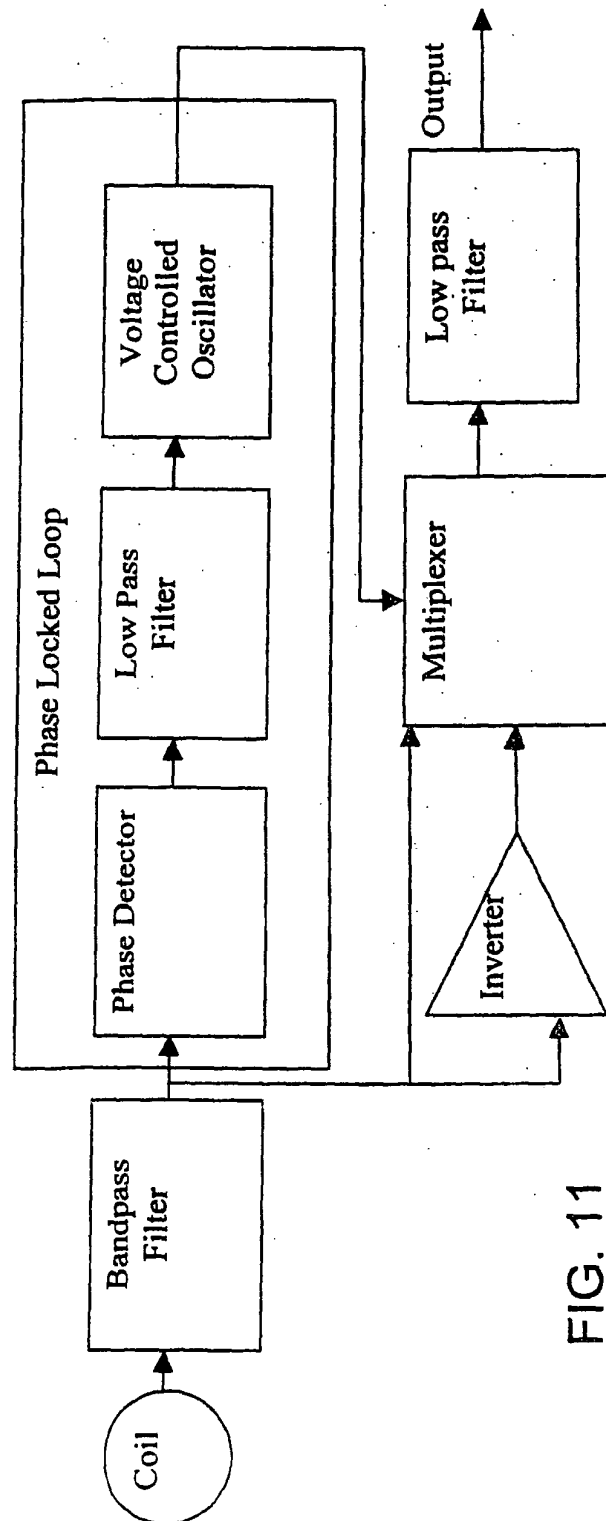 Phase Locked Loop
Coil
Bandpass
Filter
Phase Detector
Low Pass
Filter
Voltage
Controlled
Oscillator
Inverter
Multiplexer
Low pass
Filter
Output
FIG. 11